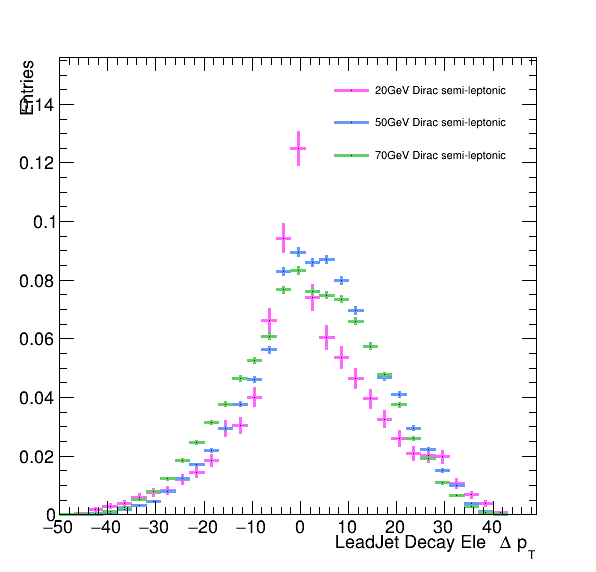 Entries
0.14
0.12
0.1
0.08
0.06
0.04
0.02
0
20GeV Dirac semi-leptonic
50GeV Dirac semi-leptonic
70GeV Dirac semi-leptonic
−50 −40 −30 −20 −10 0 10 20 30 40
LeadJet Decay Ele Δ pT